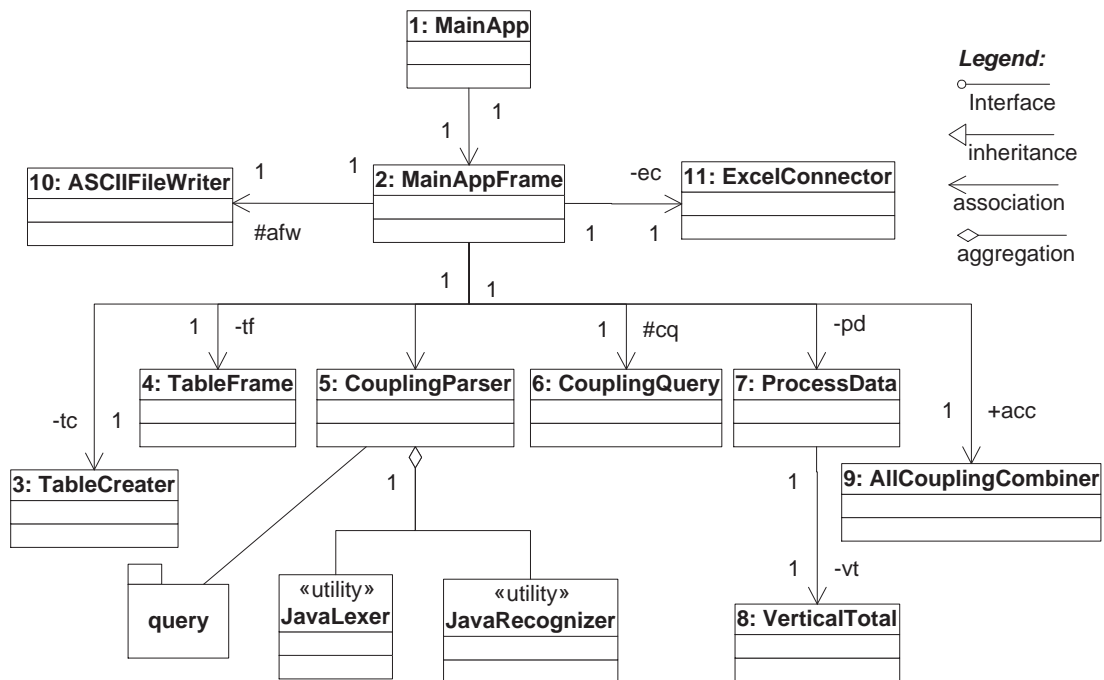 1: MainApp
Legend:
Interface
inheritance
association
aggregation
1
1
10: ASCIIFileWriter
1
1
#afw
2: MainAppFrame
-ec
1
1
11: ExcelConnector
1
1
1
-tf
1
#cq
-pd
4: TableFrame
5: CouplingParser
6: CouplingQuery
7: ProcessData
-tc
1
1
+acc
3: TableCreater
1
1
9: AllCouplingCombiner
query
«utility»
JavaLexer
«utility»
JavaRecognizer
1
-vt
8: VerticalTotal